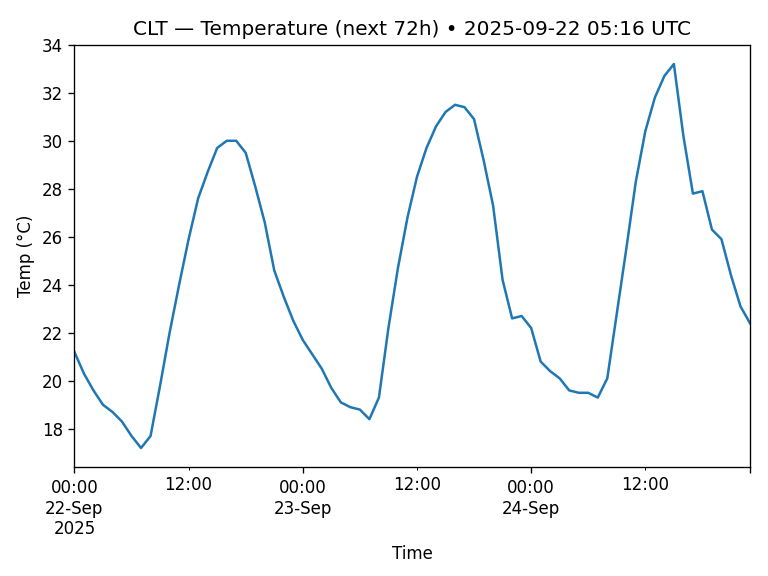 CLT — Temperature (next 72h) • 2025-09-22 05:16 UTC
34
32
30
28
26
24
22
20
18
Temp (°C)
00:00 12:00 00:00 12:00 00:00 12:00
22-Sep 23-Sep 24-Sep
2025
Time